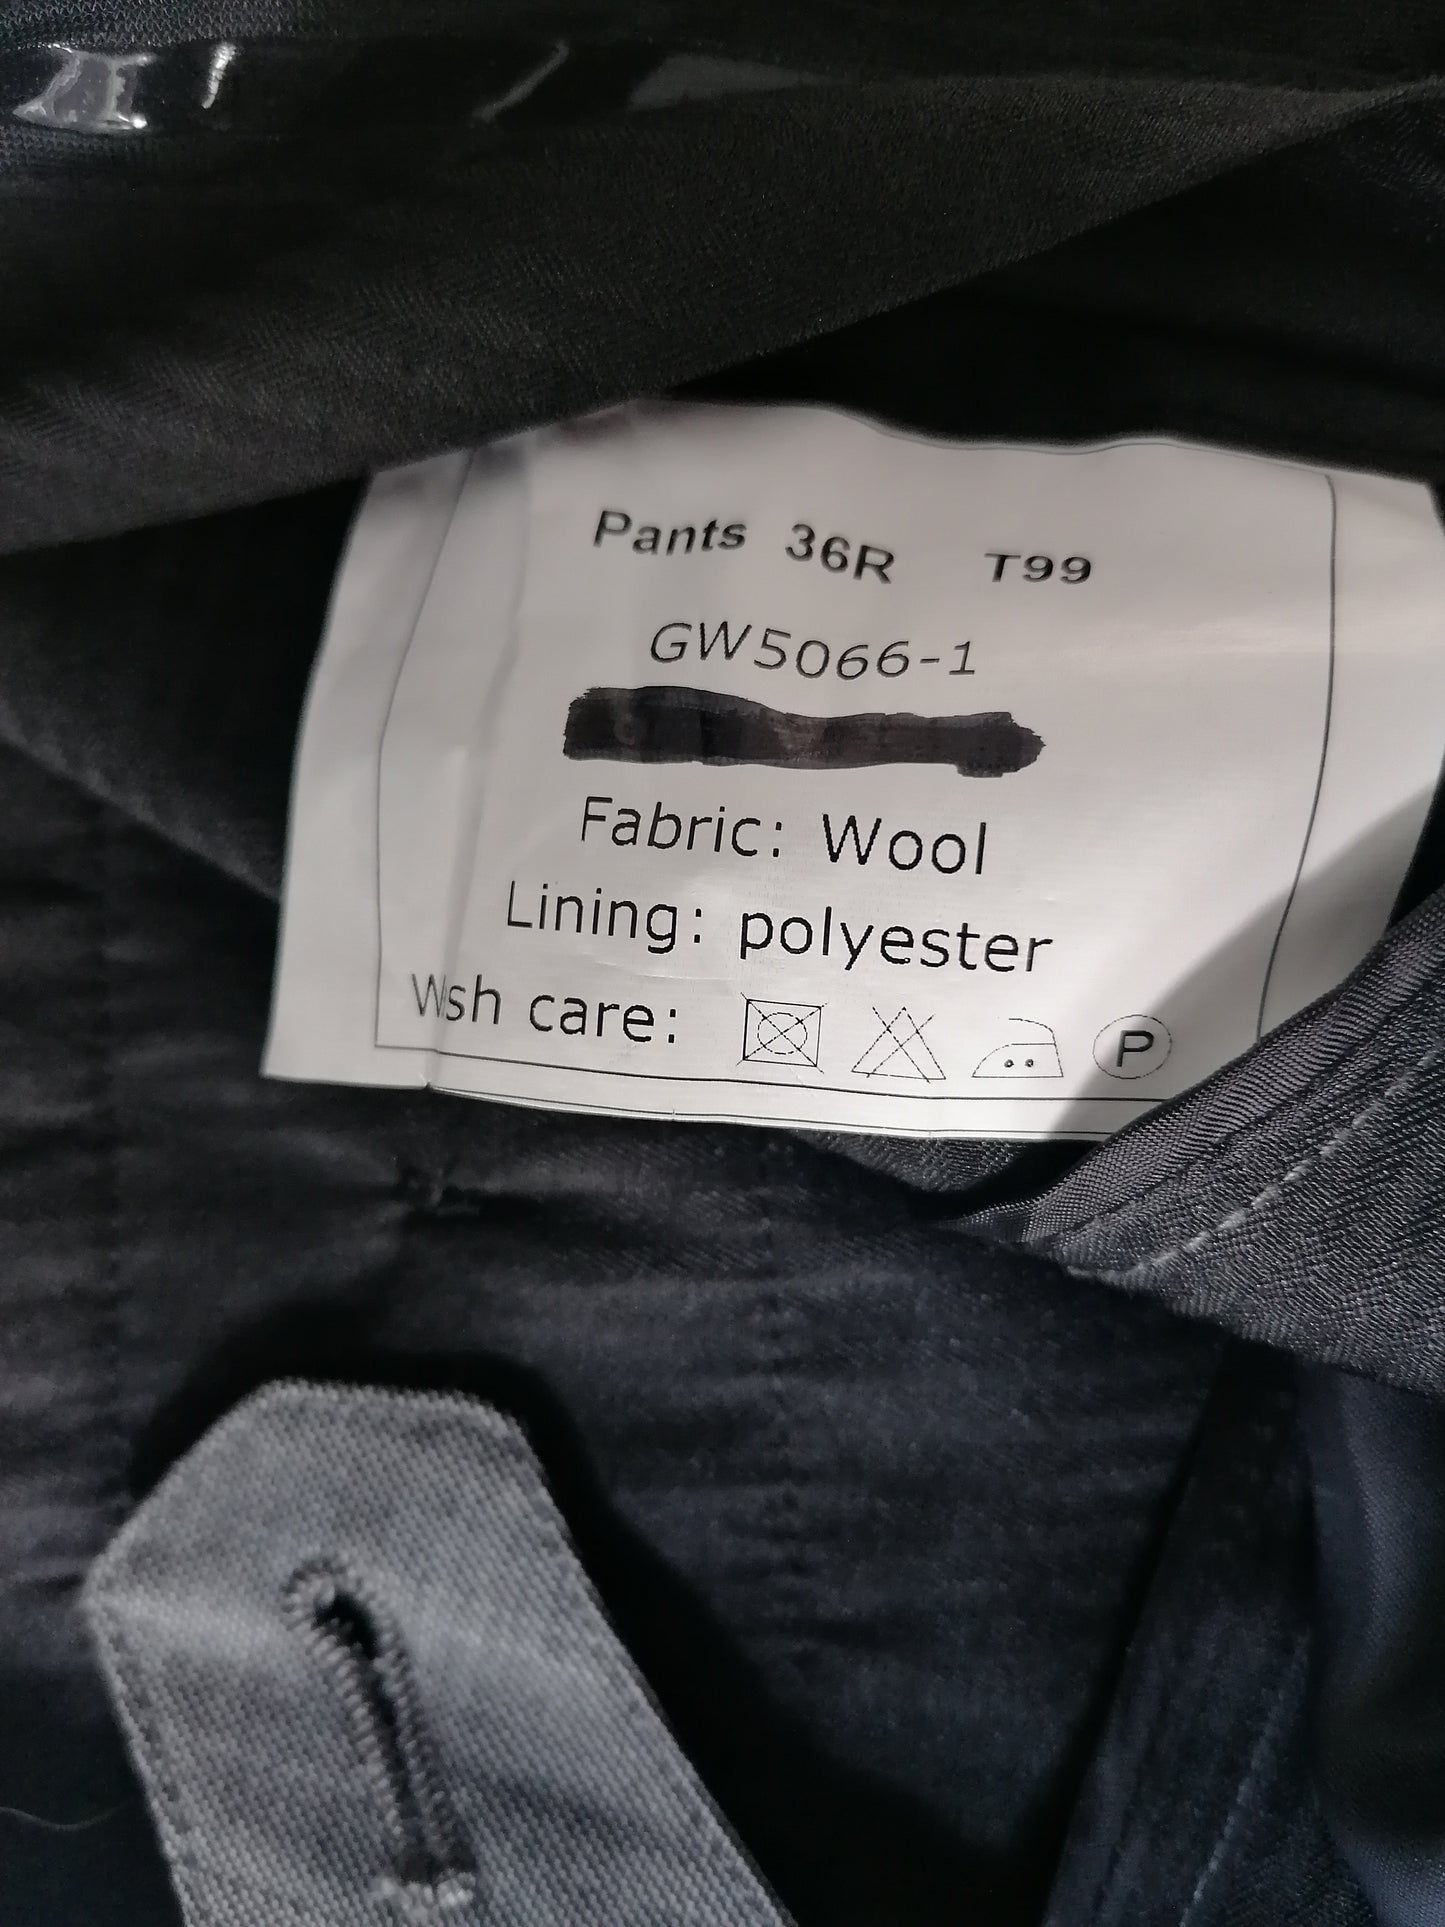 Pants 36R T99
GW5066-1
Fabric: Wool
Lining: polyester
Wsh care:
P